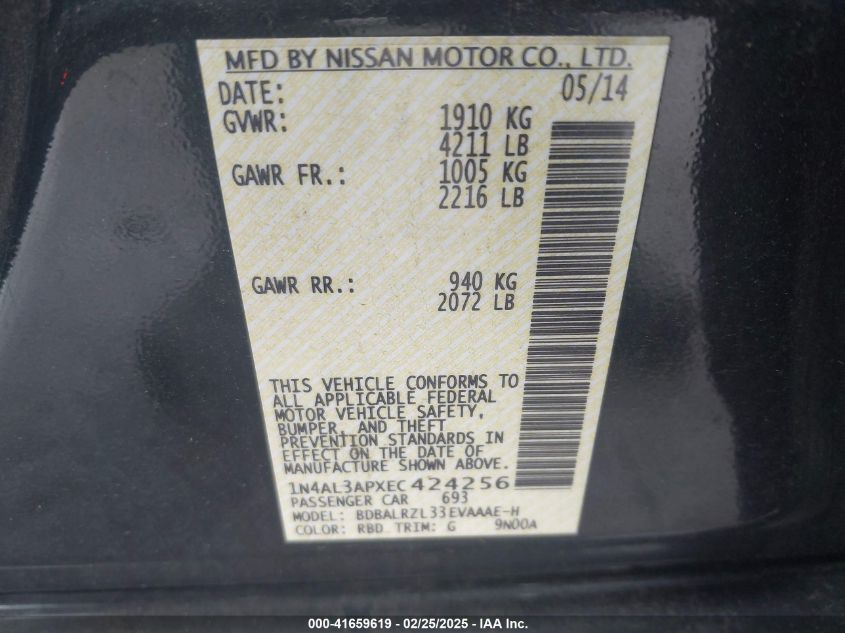 MFD BY NISSAN MOTOR CO., LTD.
DATE: 05/14
GVWR: 1910 KG
4211 LB
GAWR FR.: 1005 KG
2216 LB
GAWR RR.: 940 KG
2072 LB
THIS VEHICLE CONFORMS TO
ALL APPLICABLE FEDERAL
MOTOR VEHICLE SAFETY,
BUMPER, AND THEFT
PREVENTION STANDARDS IN
EFFECT ON THE DATE OF
MANUFACTURE SHOWN ABOVE.
1N4AL3APXEC424256
PASSENGER CAR 693
MODEL: BDBALRZL33EVAAAE-H
COLOR: RBD TRIM: G 9N00A
000-41659619 / 02/25/2025 - IAA Inc.